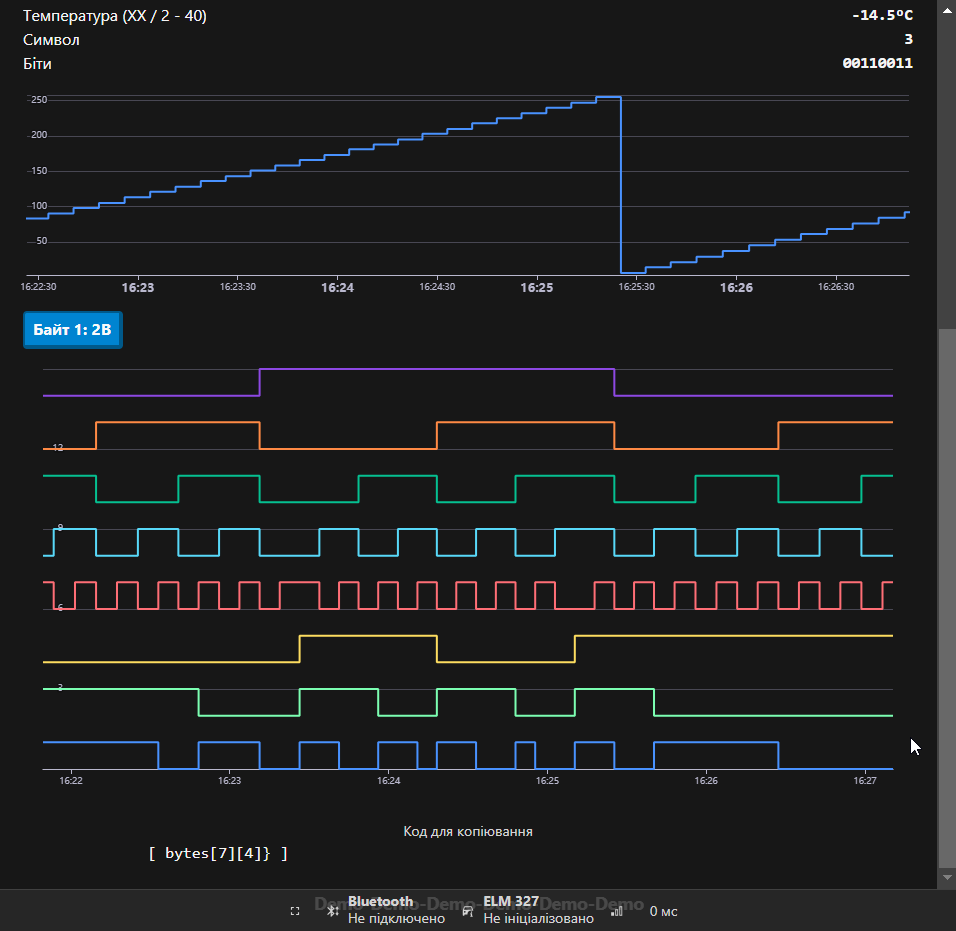 Температура (XX / 2 - 40) -14.5ºC
Символ 3
Біти 00110011
250
200
150
100
50
16:22:30 16:23 16:23:30 16:24 16:24:30 16:25 16:25:30 16:26 16:26:30
Байт 1: 2B
12
9
6
3
16:22 16:23 16:24 16:25 16:26 16:27
Код для копіювання
[ bytes[7][4]} ]
Demo-Demo-Demo-Demo-Demo-Demo
Bluetooth
Не підключено
ELM 327
Не ініціалізовано
0 мс